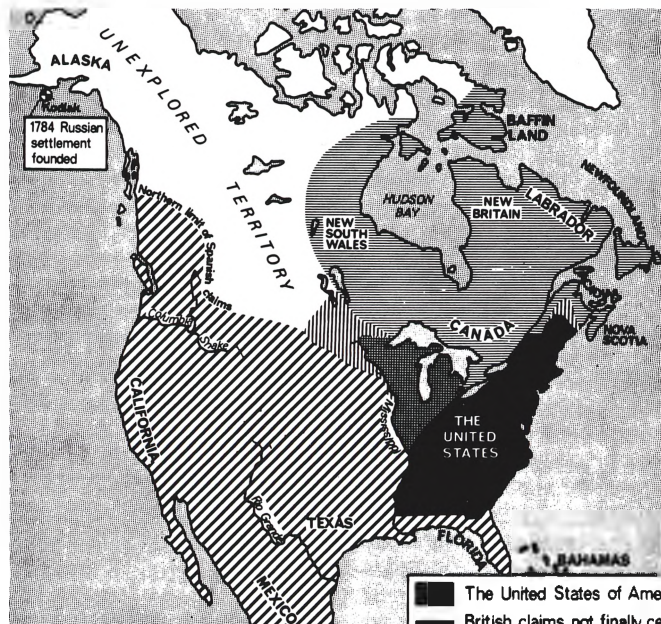 ALASKA
UNEXPLORED
TERRITORY
Kodiak
1784 Russian
settlement
founded
BAFFIN
LAND
NEWFOUNDLAND
HUDSON
BAY
NEW
BRITAIN
LABRADOR
NEW
SOUTH
WALES
Northern limit of Spanish
claims
CANADA
NOVA
SCOTIA
Columbia
Snake
CALIFORNIA
Mississippi
THE
UNITED
STATES
Rio Grande
TEXAS
FLORIDA
MEXICO
BAHAMAS
The United States of Ame
British claims not finally ce